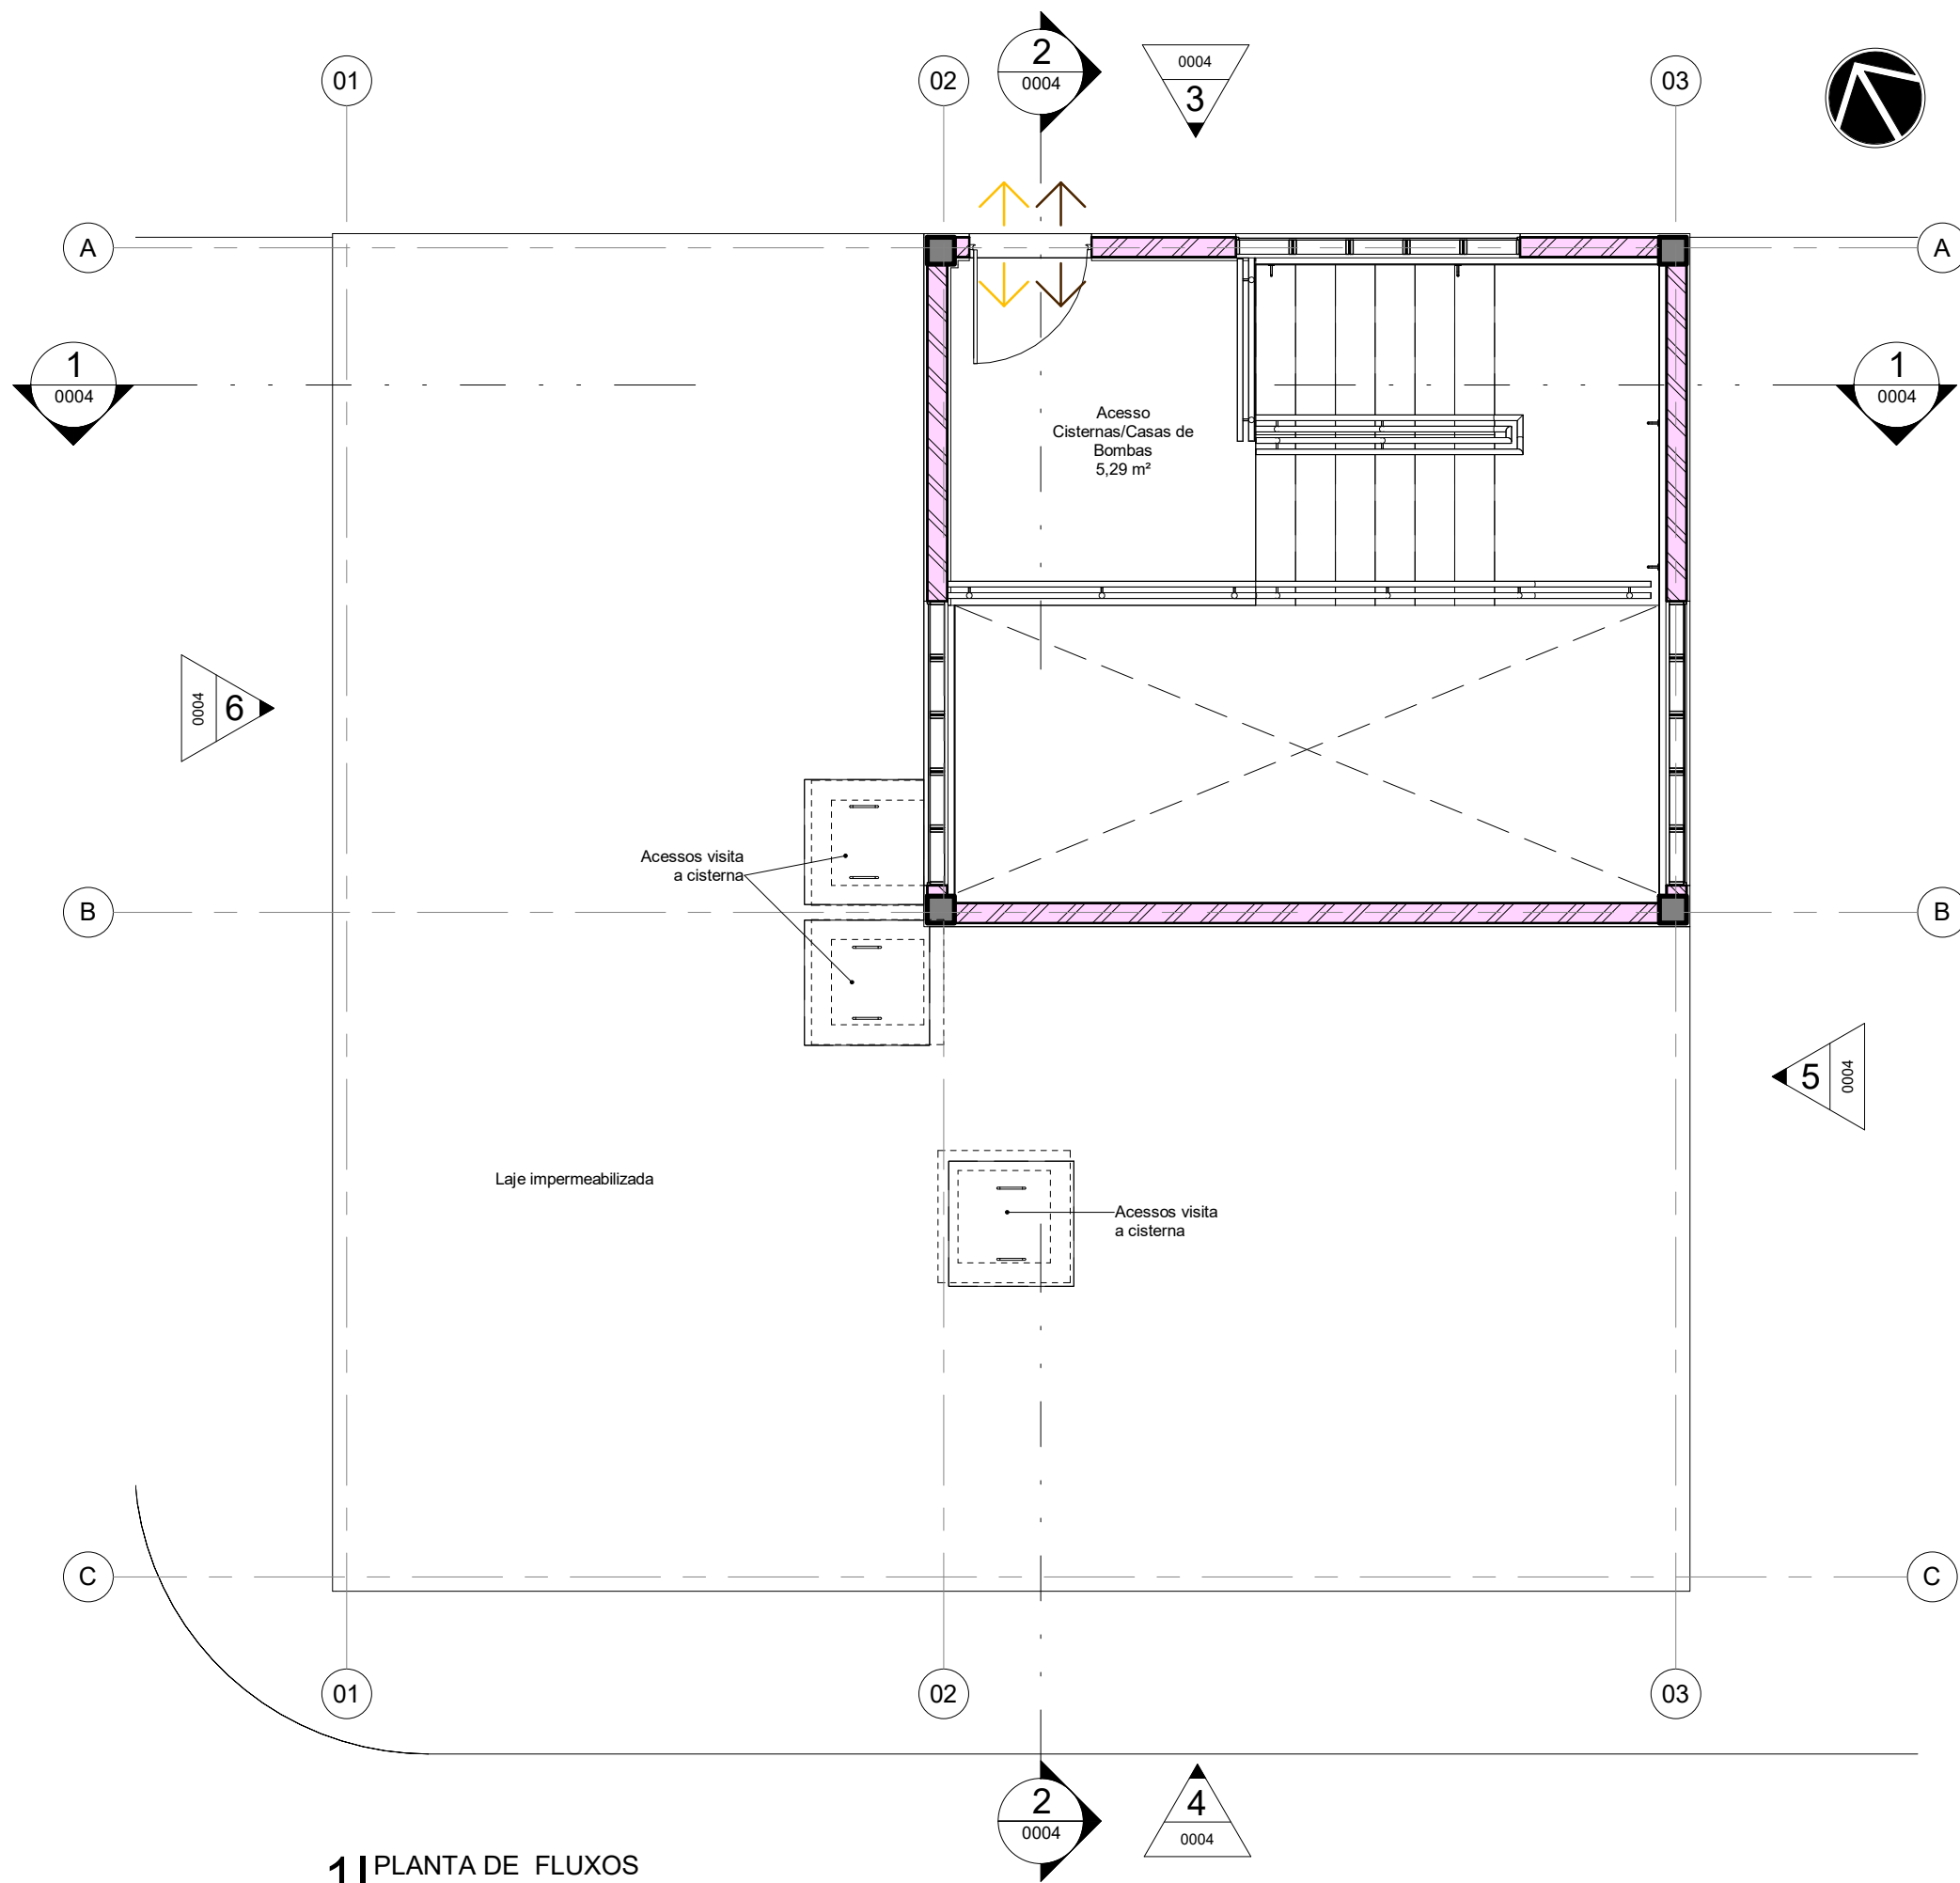 2
0004
0004
3
01
02
03
A
A
1
0004
1
0004
Acesso
Cisternas/Casas de
Bombas
5,29 m²
0004
6
Acessos visita
a cisterna
B
B
5
0004
Laje impermeabilizada
Acessos visita
a cisterna
C
C
01
02
03
2
0004
4
0004
1
PLANTA DE FLUXOS